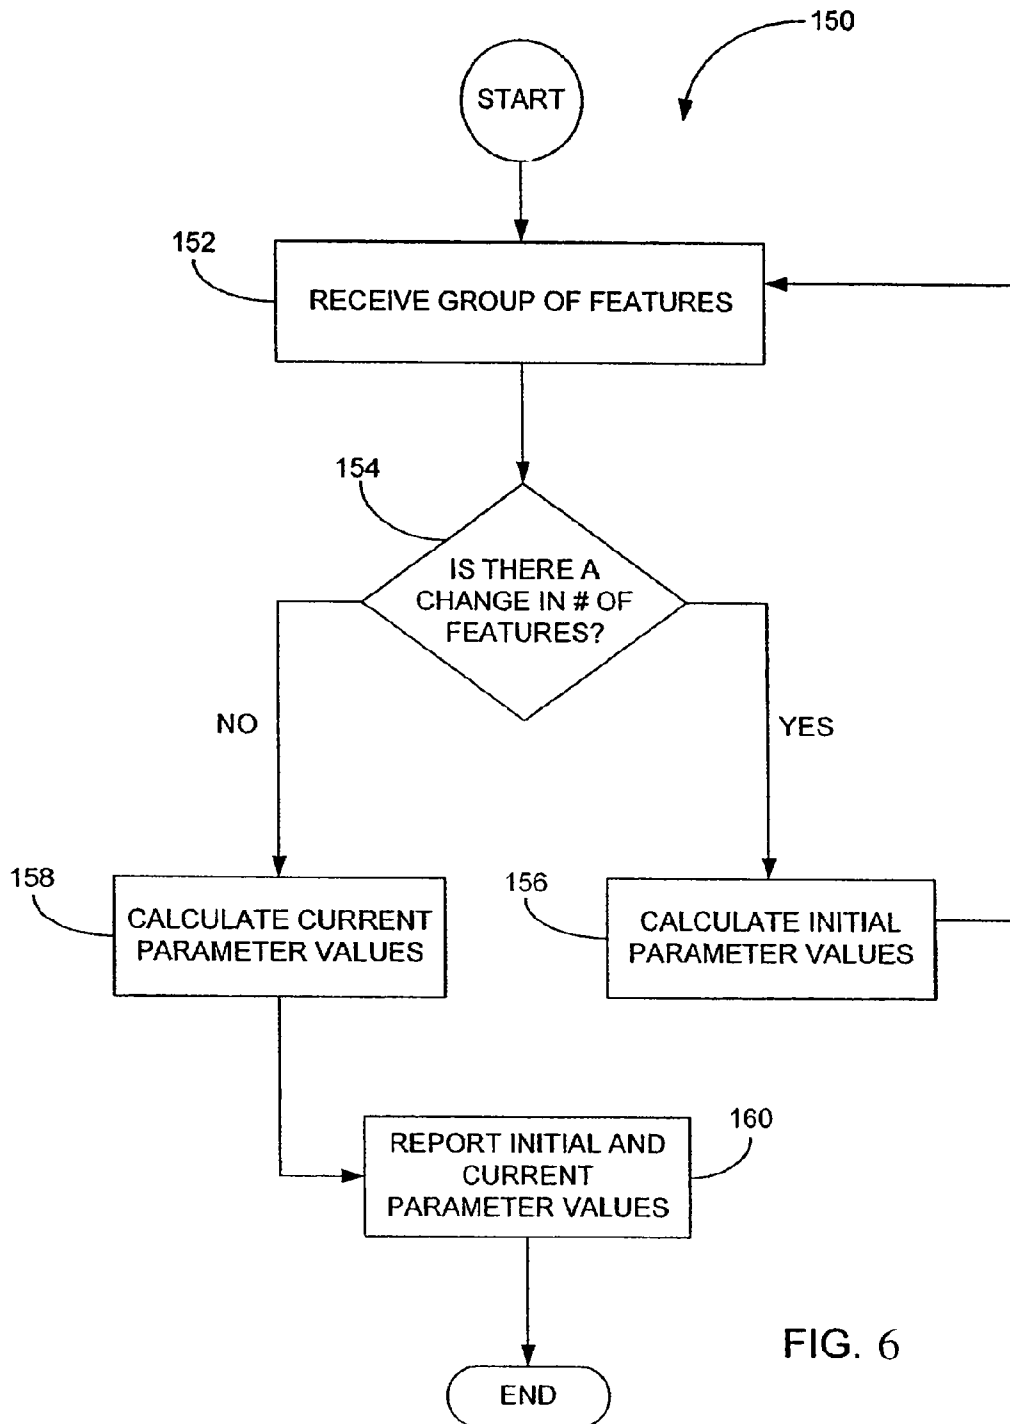 150
START
152
RECEIVE GROUP OF FEATURES
154
IS THERE A
CHANGE IN # OF
FEATURES?
NO
YES
158
CALCULATE CURRENT
PARAMETER VALUES
156
CALCULATE INITIAL
PARAMETER VALUES
160
REPORT INITIAL AND
CURRENT
PARAMETER VALUES
FIG. 6
END